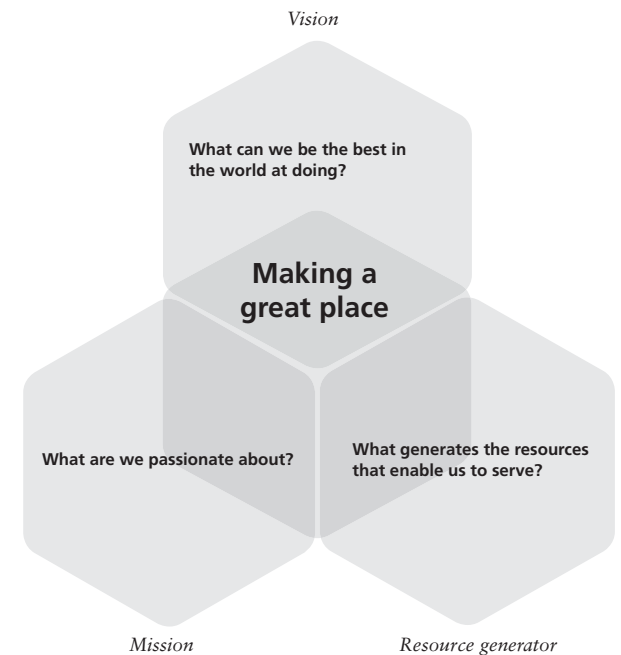 Vision
What can we be the best in
the world at doing?
Making a
great place
What are we passionate about?
What generates the resources
that enable us to serve?
Mission
Resource generator